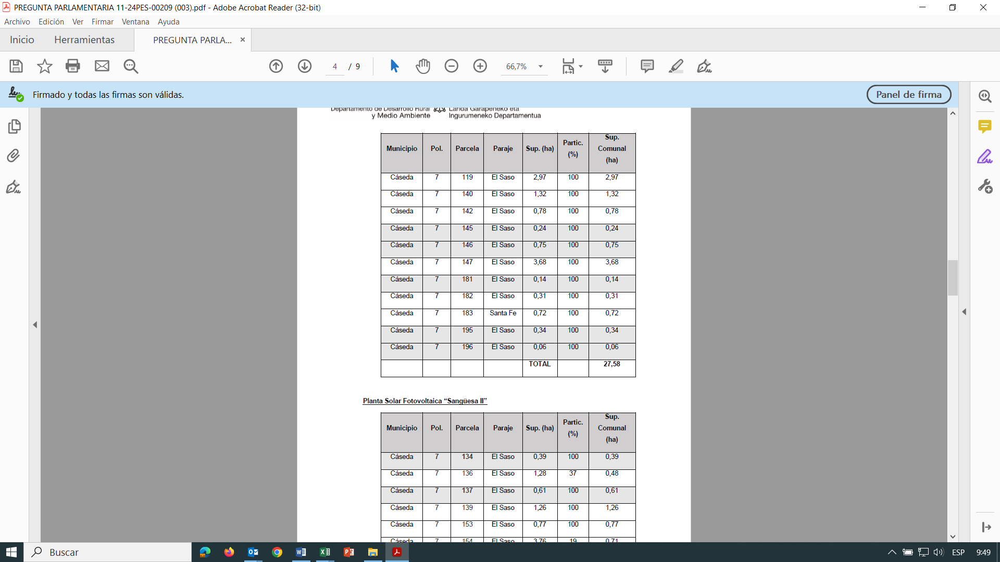 PREGUNTA PARLAMENTARIA 11-24PES-00209 (003).pdf - Adobe Acrobat Reader (32-bit)
Archivo Edición Ver Firmar Ventana Ayuda
Inicio Herramientas PREGUNTA PARLA... ×
4 / 9 66,7%
Firmado y todas las firmas son válidas. Panel de firma
Departamento de Desarrollo Rural Landa Garapeneko eta
y Medio Ambiente Ingurumeneko Departamentua
Municipio Pol. Parcela Paraje Sup. (ha) Partic. (%) Sup. Comunal (ha)
Cáseda 7 119 El Saso 2,97 100 2,97
Cáseda 7 140 El Saso 1,32 100 1,32
Cáseda 7 142 El Saso 0,78 100 0,78
Cáseda 7 145 El Saso 0,24 100 0,24
Cáseda 7 146 El Saso 0,75 100 0,75
Cáseda 7 147 El Saso 3,68 100 3,68
Cáseda 7 181 El Saso 0,14 100 0,14
Cáseda 7 182 El Saso 0,31 100 0,31
Cáseda 7 183 Santa Fe 0,72 100 0,72
Cáseda 7 195 El Saso 0,34 100 0,34
Cáseda 7 196 El Saso 0,06 100 0,06
TOTAL 27,58
Planta Solar Fotovoltaica “Sangüesa II”
Municipio Pol. Parcela Paraje Sup. (ha) Partic. (%) Sup. Comunal (ha)
Cáseda 7 134 El Saso 0,39 100 0,39
Cáseda 7 136 El Saso 1,28 37 0,48
Cáseda 7 137 El Saso 0,61 100 0,61
Cáseda 7 139 El Saso 1,26 100 1,26
Cáseda 7 153 El Saso 0,77 100 0,77
Cáseda 7 154 El Saso 3,76 19 0,71
Buscar ESP 9:49